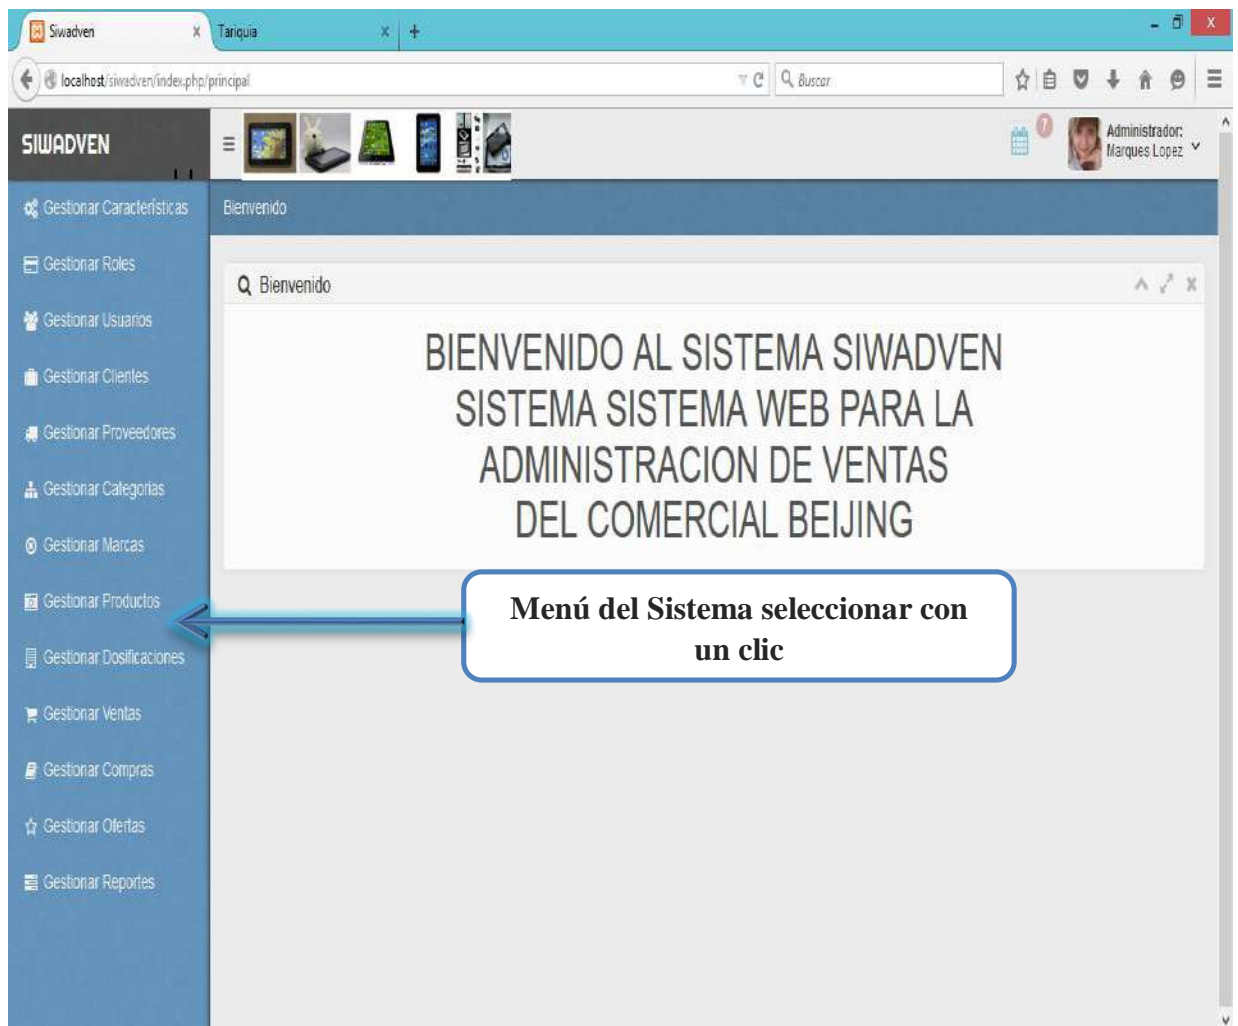 Siwadven
Tariquia
localhost/siwadven/index.php/principal
Buscar
SIWADVEN
7
Administrador:
Marques Lopez
Gestionar Características
Bienvenido
Gestionar Roles
Bienvenido
Gestionar Usuarios
BIENVENIDO AL SISTEMA SIWADVEN
SISTEMA SISTEMA WEB PARA LA
ADMINISTRACION DE VENTAS
DEL COMERCIAL BEIJING
Gestionar Clientes
Gestionar Proveedores
Gestionar Categorias
Gestionar Marcas
Gestionar Productos
Menú del Sistema seleccionar con
un clic
Gestionar Dosificaciones
Gestionar Ventas
Gestionar Compras
Gestionar Ofertas
Gestionar Reportes